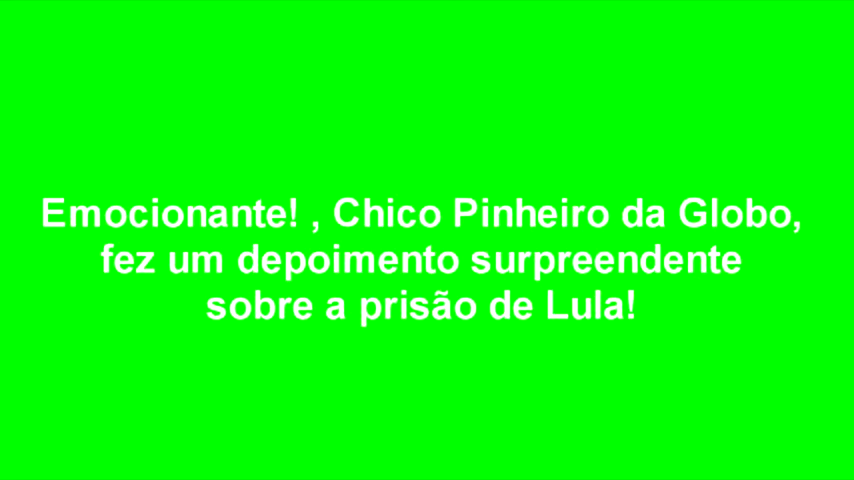 Emocionante! , Chico Pinheiro da Globo,
fez um depoimento surpreendente
sobre a prisão de Lula!